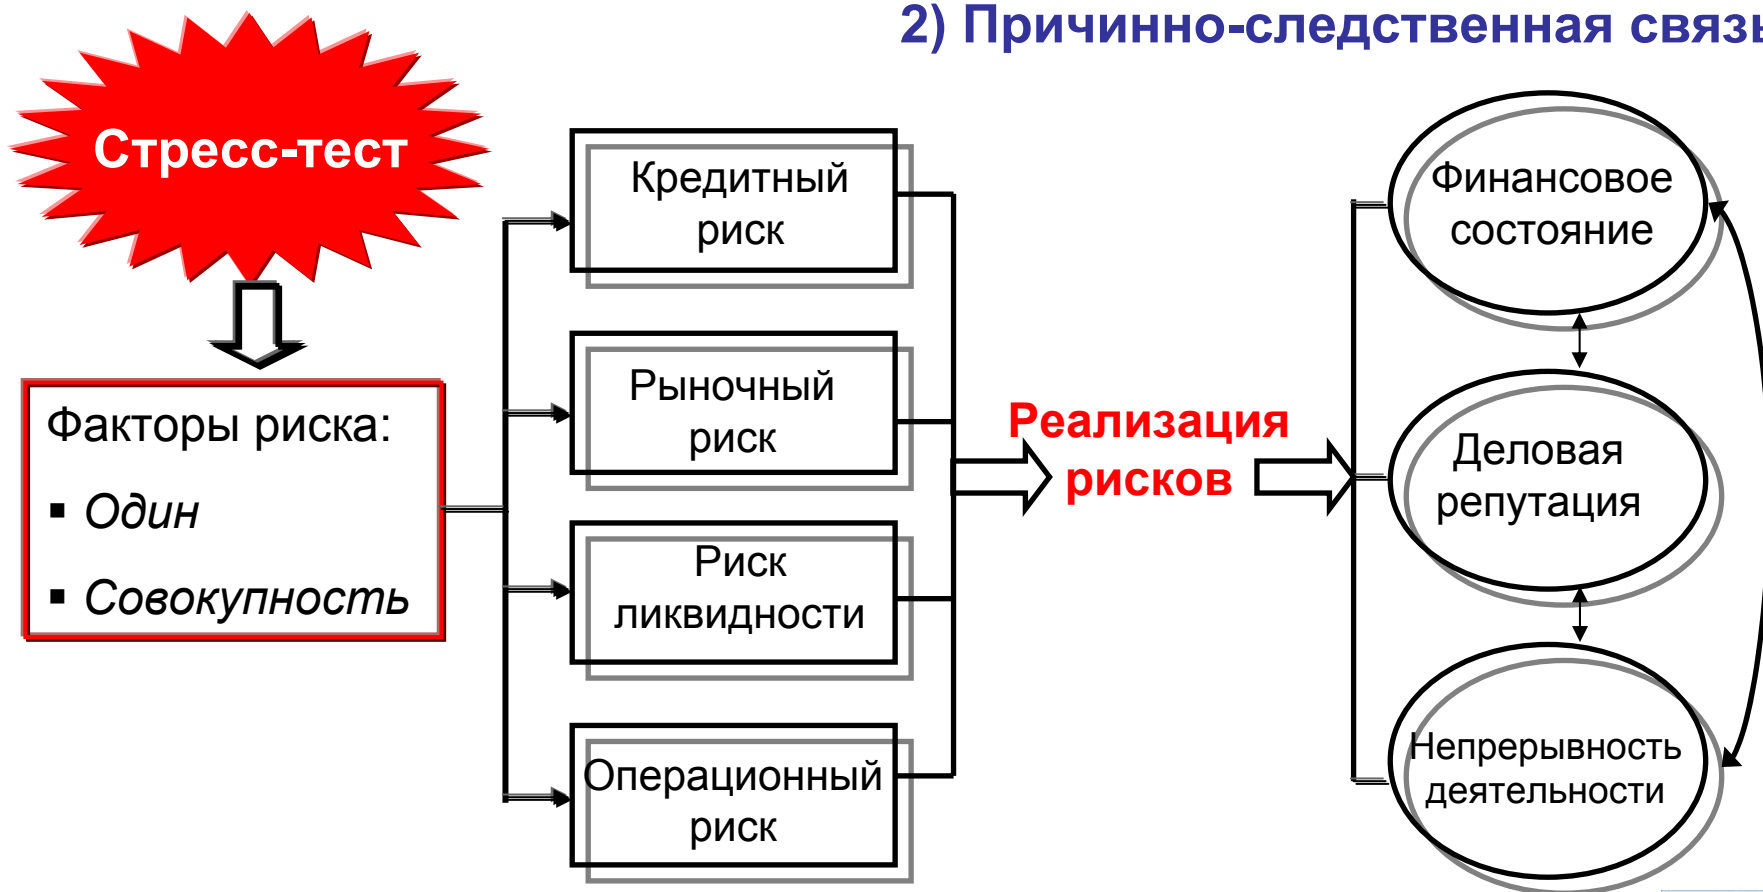 2) Причинно-следственная связь
Стресс-тест
Факторы риска:
▪ Один
▪ Совокупность
Кредитный
риск
Рыночный
риск
Риск
ликвидности
Операционный
риск
Реализация
рисков
Финансовое
состояние
Деловая
репутация
Непрерывность
деятельности